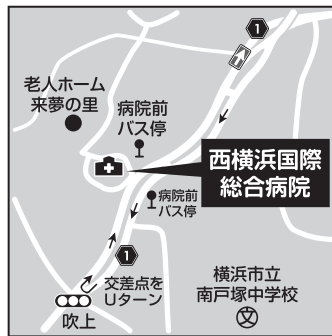 1
老人ホーム
来夢の里
病院前
バス停
西横浜国際
総合病院
病院前
バス停
1
交差点を
Uターン
吹上
横浜市立
南戸塚中学校
文